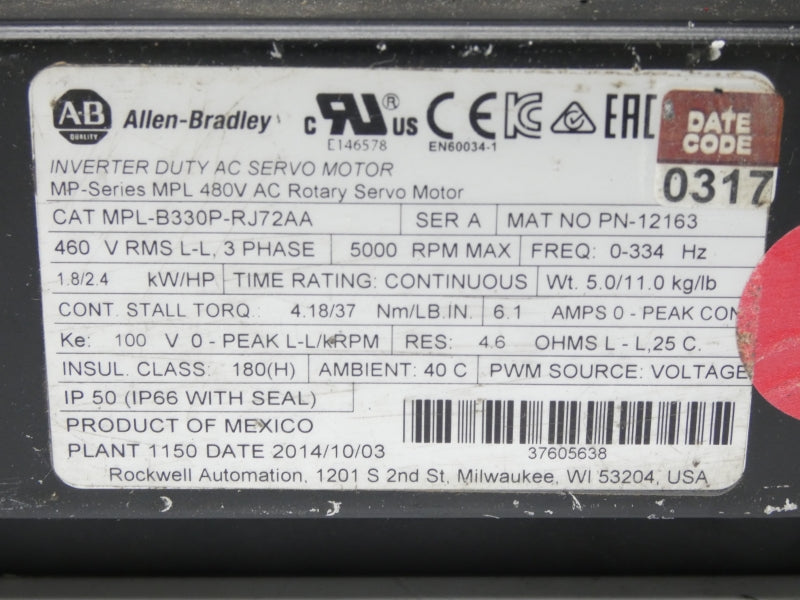 A-B
QUALITY
Allen-Bradley
c RU ® US
E146578
CE
EN60034-1
EAC
DATE CODE
0317
INVERTER DUTY AC SERVO MOTOR
MP-Series MPL 480V AC Rotary Servo Motor
CAT MPL-B330P-RJ72AA SER A MAT NO PN-12163
460 V RMS L-L, 3 PHASE 5000 RPM MAX FREQ: 0-334 Hz
1.8/2.4 kW/HP TIME RATING: CONTINUOUS Wt. 5.0/11.0 kg/lb
CONT. STALL TORQ.: 4.18/37 Nm/LB.IN. 6.1 AMPS 0 - PEAK CON
Ke: 100 V 0 - PEAK L-L/kRPM RES: 4.6 OHMS L - L,25 C.
INSUL. CLASS: 180(H) AMBIENT: 40 C PWM SOURCE: VOLTAGE
IP 50 (IP66 WITH SEAL)
PRODUCT OF MEXICO
PLANT 1150 DATE 2014/10/03
37605638
Rockwell Automation, 1201 S 2nd St, Milwaukee, WI 53204, USA